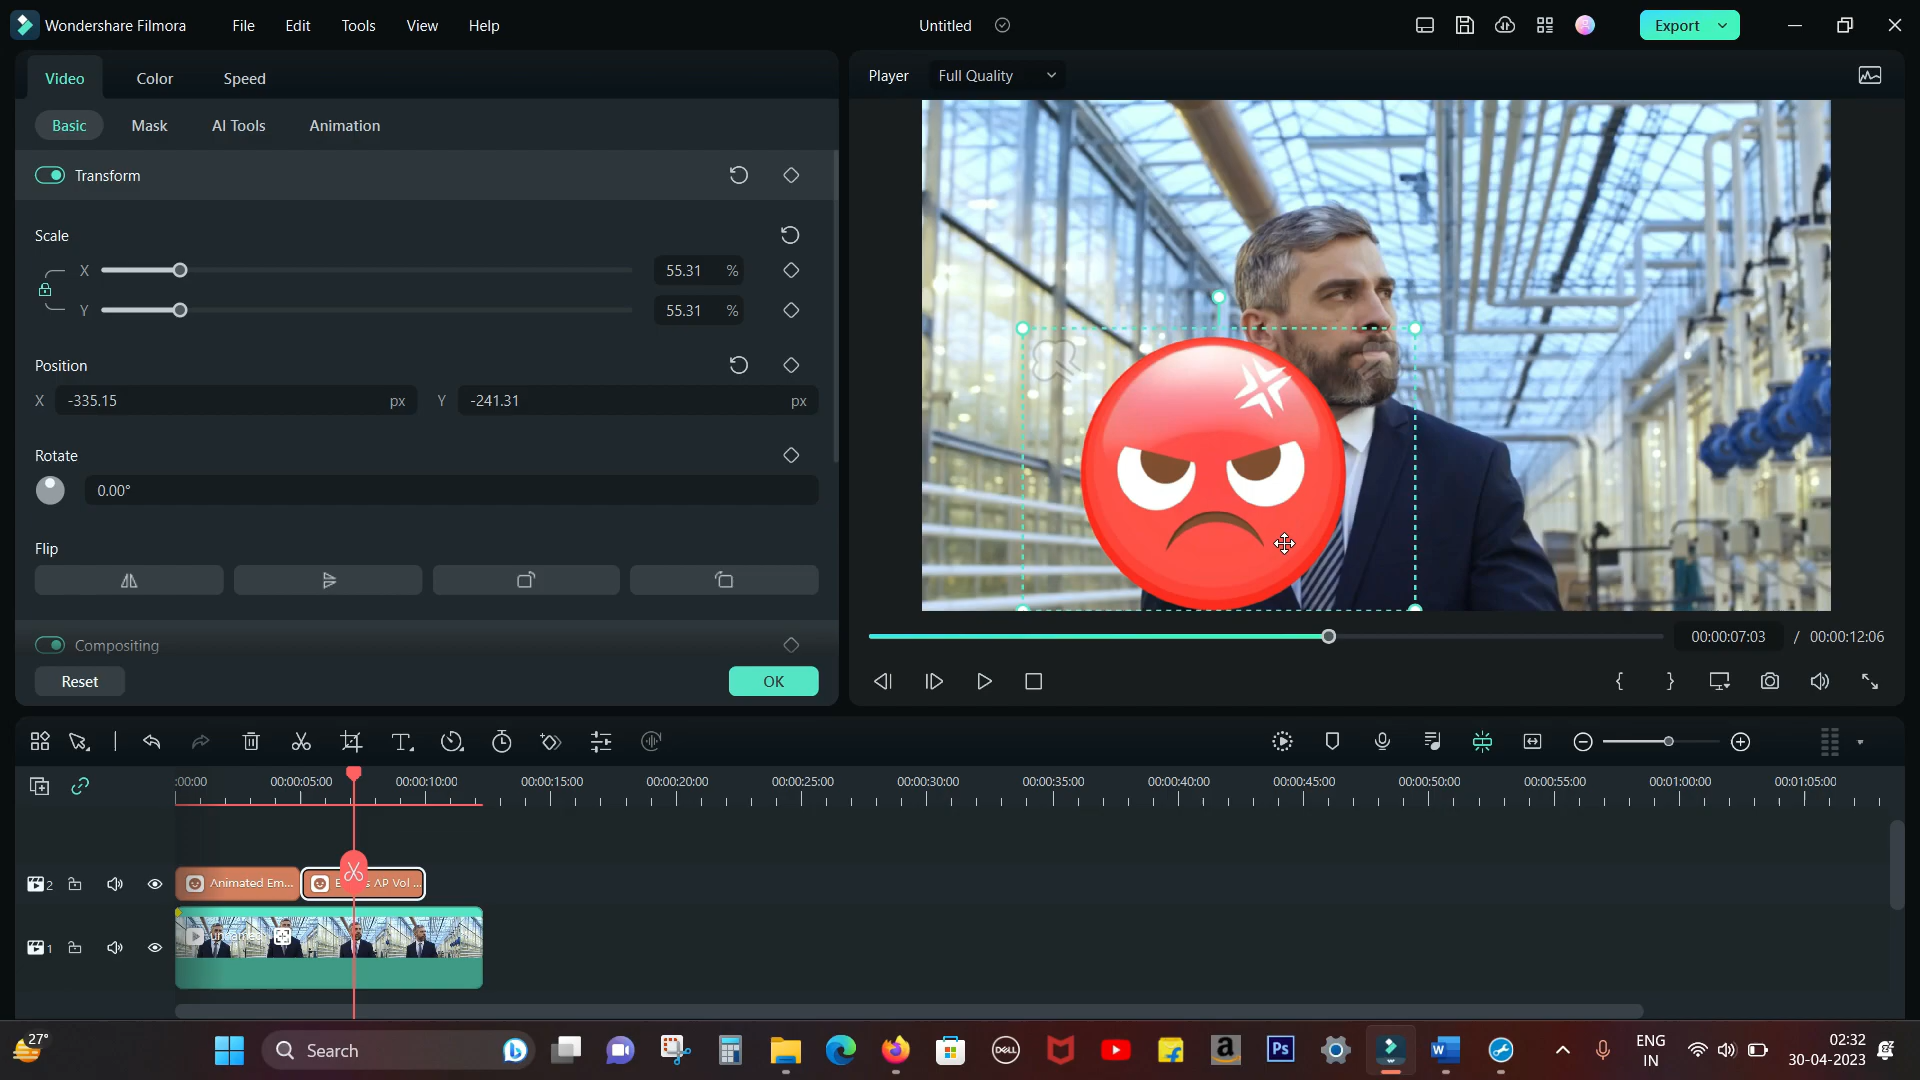 Wondershare Filmora File Edit Tools View Help Untitled Export
Video Color Speed
Player Full Quality
Basic Mask AI Tools Animation
Transform
Scale
X 55.31 %
Y 55.31 %
Position
X -335.15 px Y -241.31 px
Rotate
0.00°
Flip
Compositing
00:00:07:03 / 00:00:12:06
Reset OK
:00:00 00:00:05:00 00:00:10:00 00:00:15:00 00:00:20:00 00:00:25:00 00:00:30:00 00:00:35:00 00:00:40:00 00:00:45:00 00:00:50:00 00:00:55:00 00:01:00:00 00:01:05:00
2 Animated Em... AP Vol ...
1
27°
Search
DELL
a
Ps
W
ENG
IN
02:32
30-04-2023